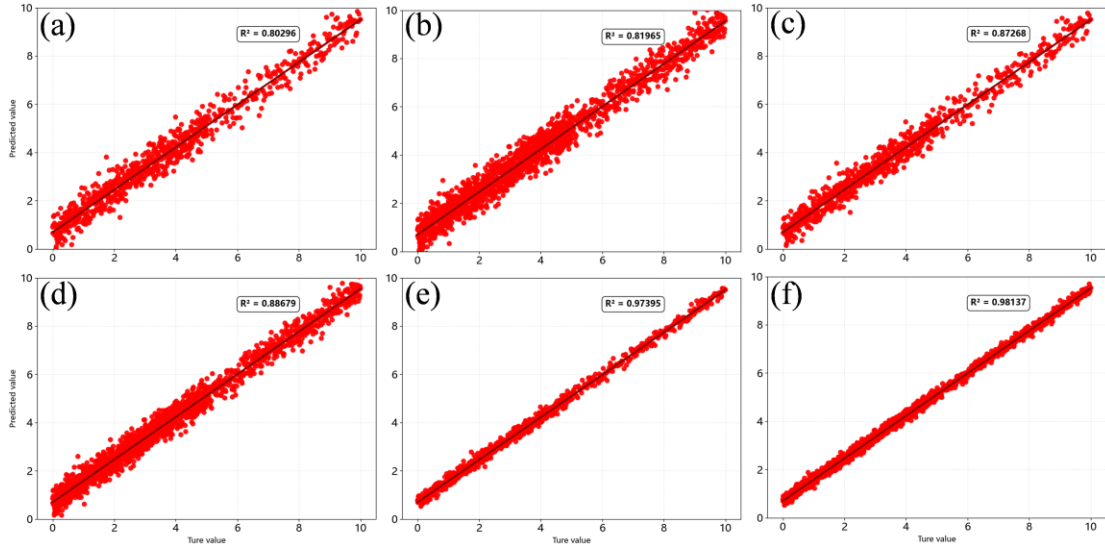 (a)
R² = 0.80296
Predicted value
10
8
6
4
2
0
0 2 4 6 8 10
(b)
R² = 0.81965
10
8
6
4
2
0
0 2 4 6 8 10
(c)
R² = 0.87268
10
8
6
4
2
0
0 2 4 6 8 10
(d)
R² = 0.88679
Predicted value
10
8
6
4
2
0
0 2 4 6 8 10
Ture value
(e)
R² = 0.97395
10
8
6
4
2
0
0 2 4 6 8 10
Ture value
(f)
R² = 0.98137
10
8
6
4
2
0
0 2 4 6 8 10
Ture value